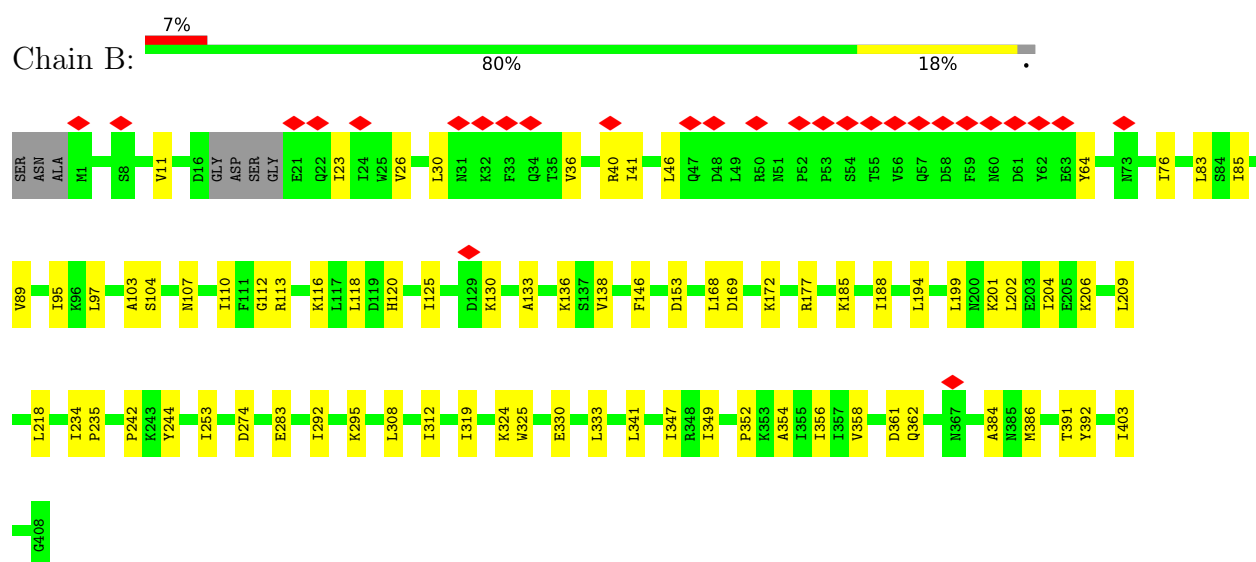 7%
Chain B:
80% 18% •
SER ASN ALA M1 S8 V11 D16 GLY ASP SER GLY E21 Q22 I23 I24 W25 V26 L30 N31 K32 F33 Q34 T35 V36 R40 I41 L46 Q47 D48 L49 R50 N51 P52 P53 S54 T55 V56 Q57 D58 F59 N60 D61 Y62 E63 Y64 N73 I76 L83 S84 I85
V89 I95 K96 L97 A103 S104 N107 I110 F111 G112 R113 K116 L117 L118 D119 H120 I125 D129 K130 A133 K136 S137 V138 F146 D153 L168 D169 K172 R177 K185 I188 L194 L199 N200 K201 L202 E203 I204 E205 K206 L209
L218 I234 P235 P242 K243 Y244 I253 D274 E283 I292 K295 L308 I312 I319 K324 W325 E330 L333 L341 I347 R348 I349 P352 K353 A354 I355 I356 I357 V358 D361 Q362 N367 A384 N385 M386 T391 Y392 I403
G408